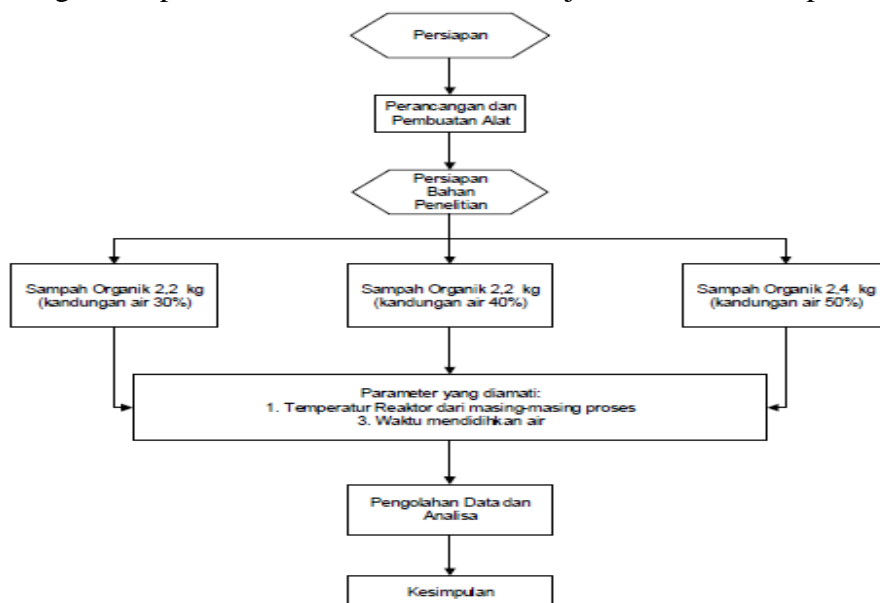 Persiapan
Perancangan dan
Pembuatan Alat
Persiapan
Bahan
Penelitian
Sampah Organik 2,2 kg
(kandungan air 30%)
Sampah Organik 2,2 kg
(kandungan air 40%)
Sampah Organik 2,4 kg
(kandungan air 50%)
Parameter yang diamati:
1. Temperatur Reaktor dari masing-masing proses
3. Waktu mendidihkan air
Pengolahan Data dan
Analisa
Kesimpulan